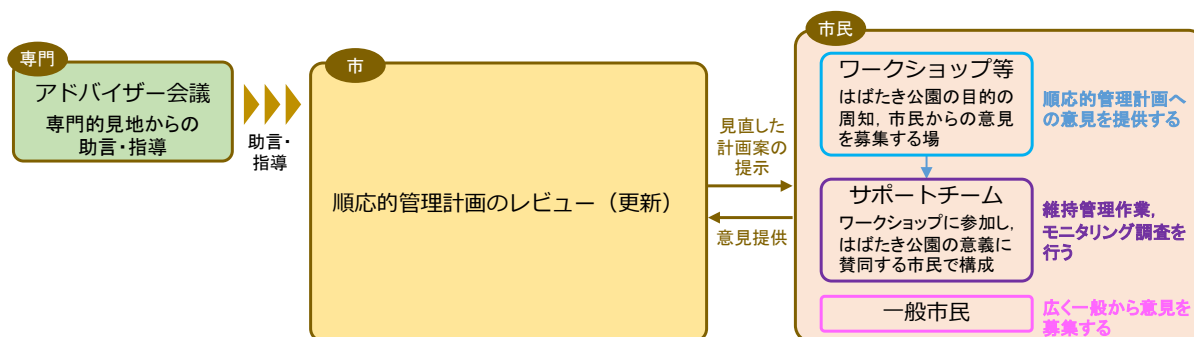 専門
アドバイザー会議
専門的見地からの
助言・指導
助言・
指導
市
順応的管理計画のレビュー（更新）
見直した
計画案の
提示
意見提供
市民
ワークショップ等
はばたき公園の目的の
周知，市民からの意見
を募集する場
順応的管理計画へ
の意見を提供する
サポートチーム
ワークショップに参加し，
はばたき公園の意義に
賛同する市民で構成
維持管理作業，
モニタリング調査を
行う
一般市民
広く一般から意見を
募集する